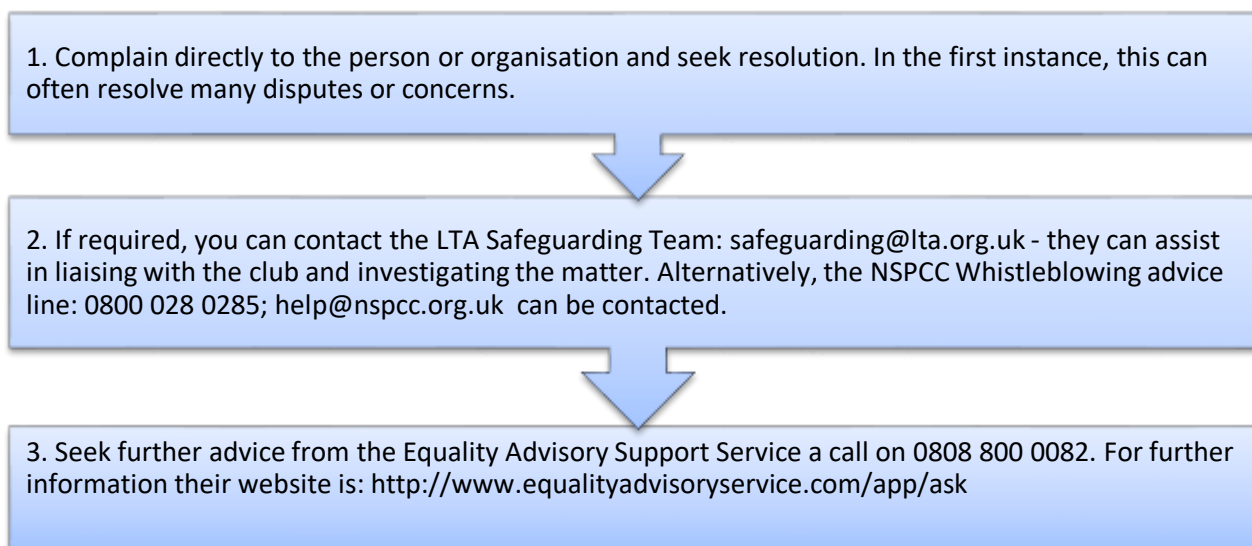 1. Complain directly to the person or organisation and seek resolution. In the first instance, this can
often resolve many disputes or concerns.
2. If required, you can contact the LTA Safeguarding Team: safeguarding@lta.org.uk - they can assist
in liaising with the club and investigating the matter. Alternatively, the NSPCC Whistleblowing advice
line: 0800 028 0285; help@nspcc.org.uk  can be contacted.
3. Seek further advice from the Equality Advisory Support Service a call on 0808 800 0082. For further
information their website is: http://www.equalityadvisoryservice.com/app/ask